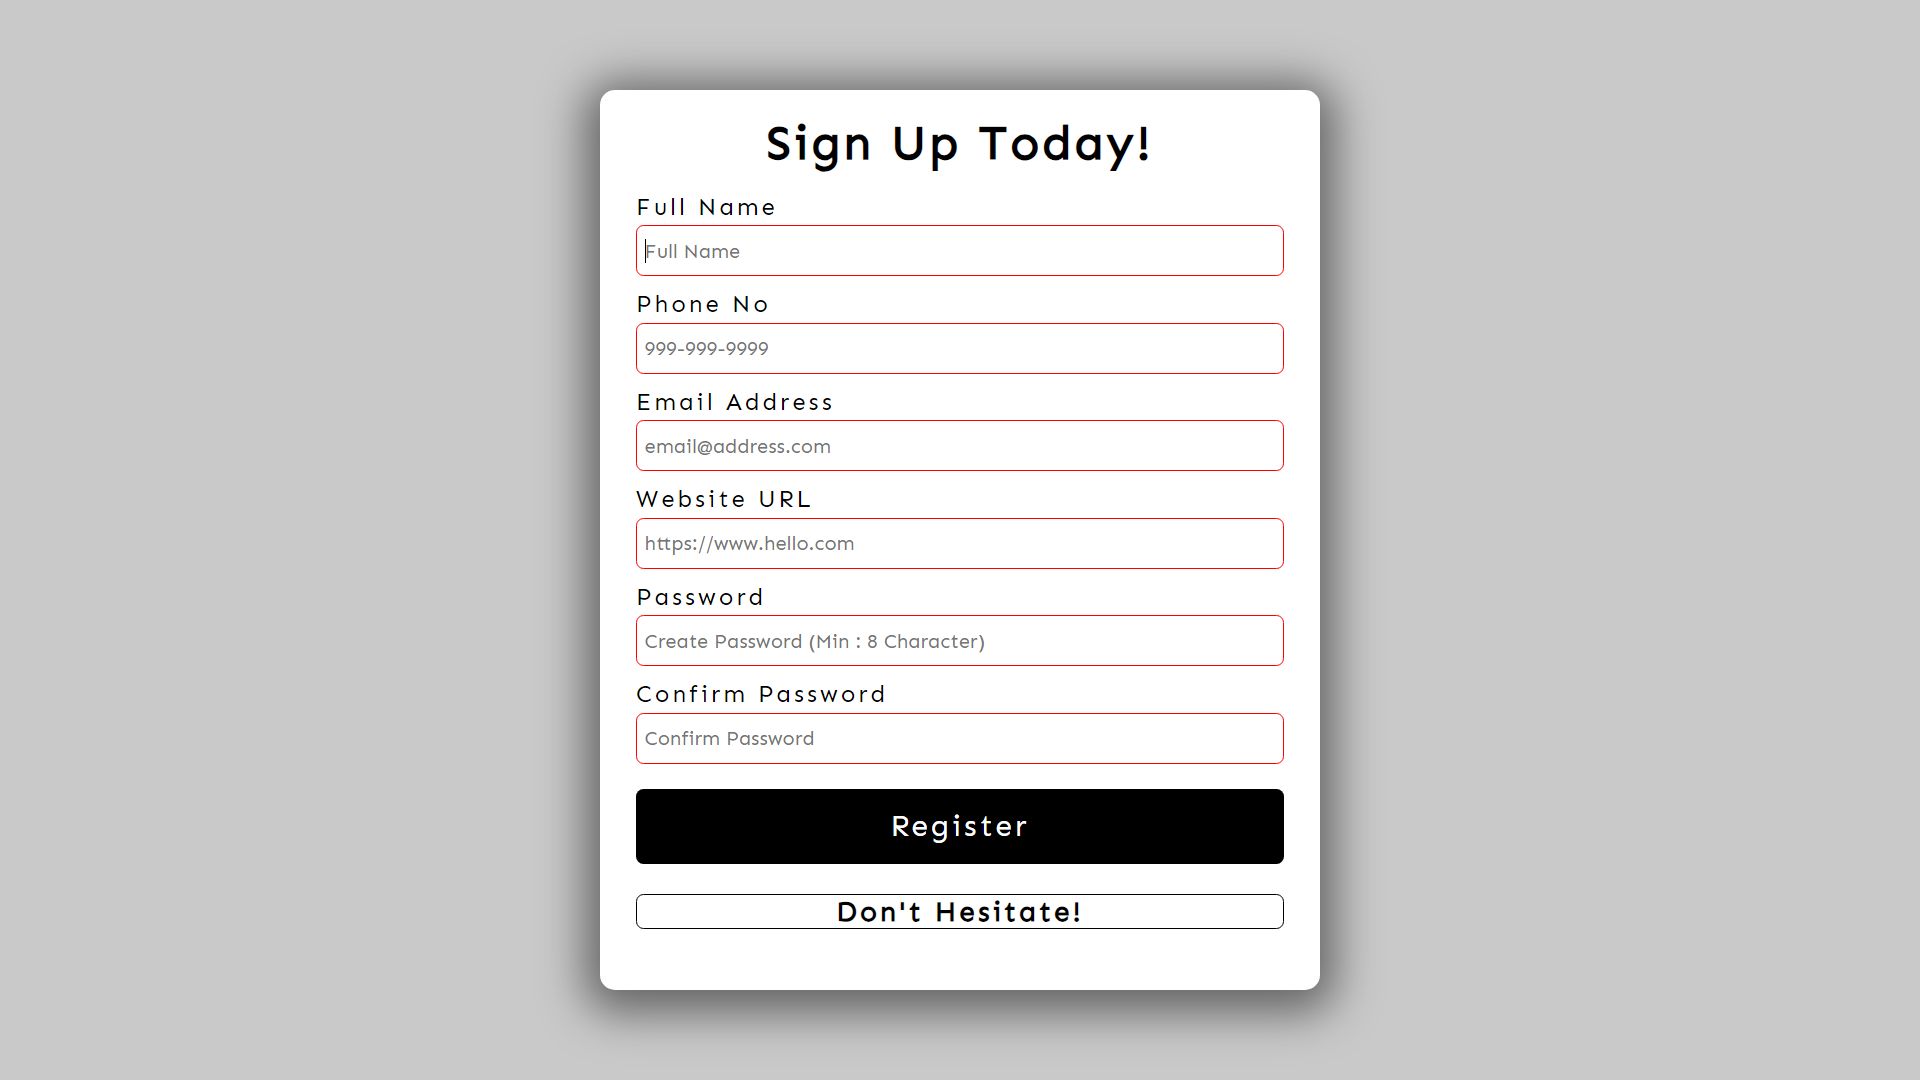 Sign Up Today!
Full Name
Full Name
Phone No
999-999-9999
Email Address
email@address.com
Website URL
https://www.hello.com
Password
Create Password (Min : 8 Character)
Confirm Password
Confirm Password
Register
Don't Hesitate!